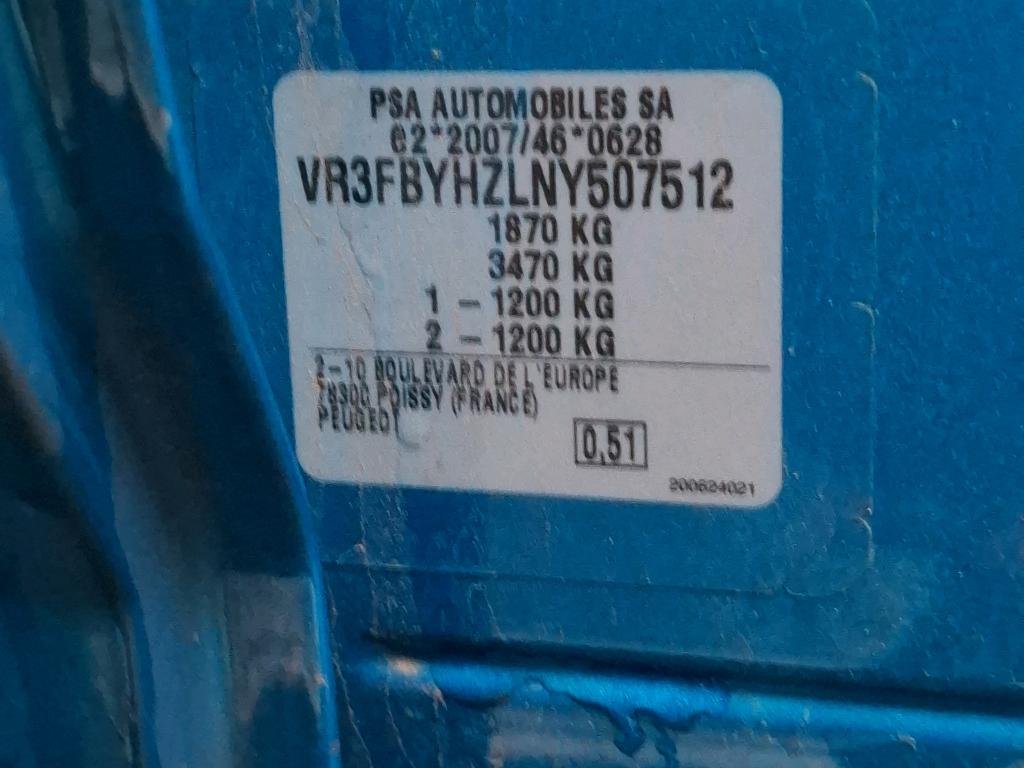 PSA AUTOMOBILES SA
e2*2007/46*0628
VR3FBYHZLNY507512
1870 KG
3470 KG
1 - 1200 KG
2 - 1200 KG
2-10 BOULEVARD DE L'EUROPE
78300 POISSY (FRANCE)
PEUGEOT
0,51
200624021